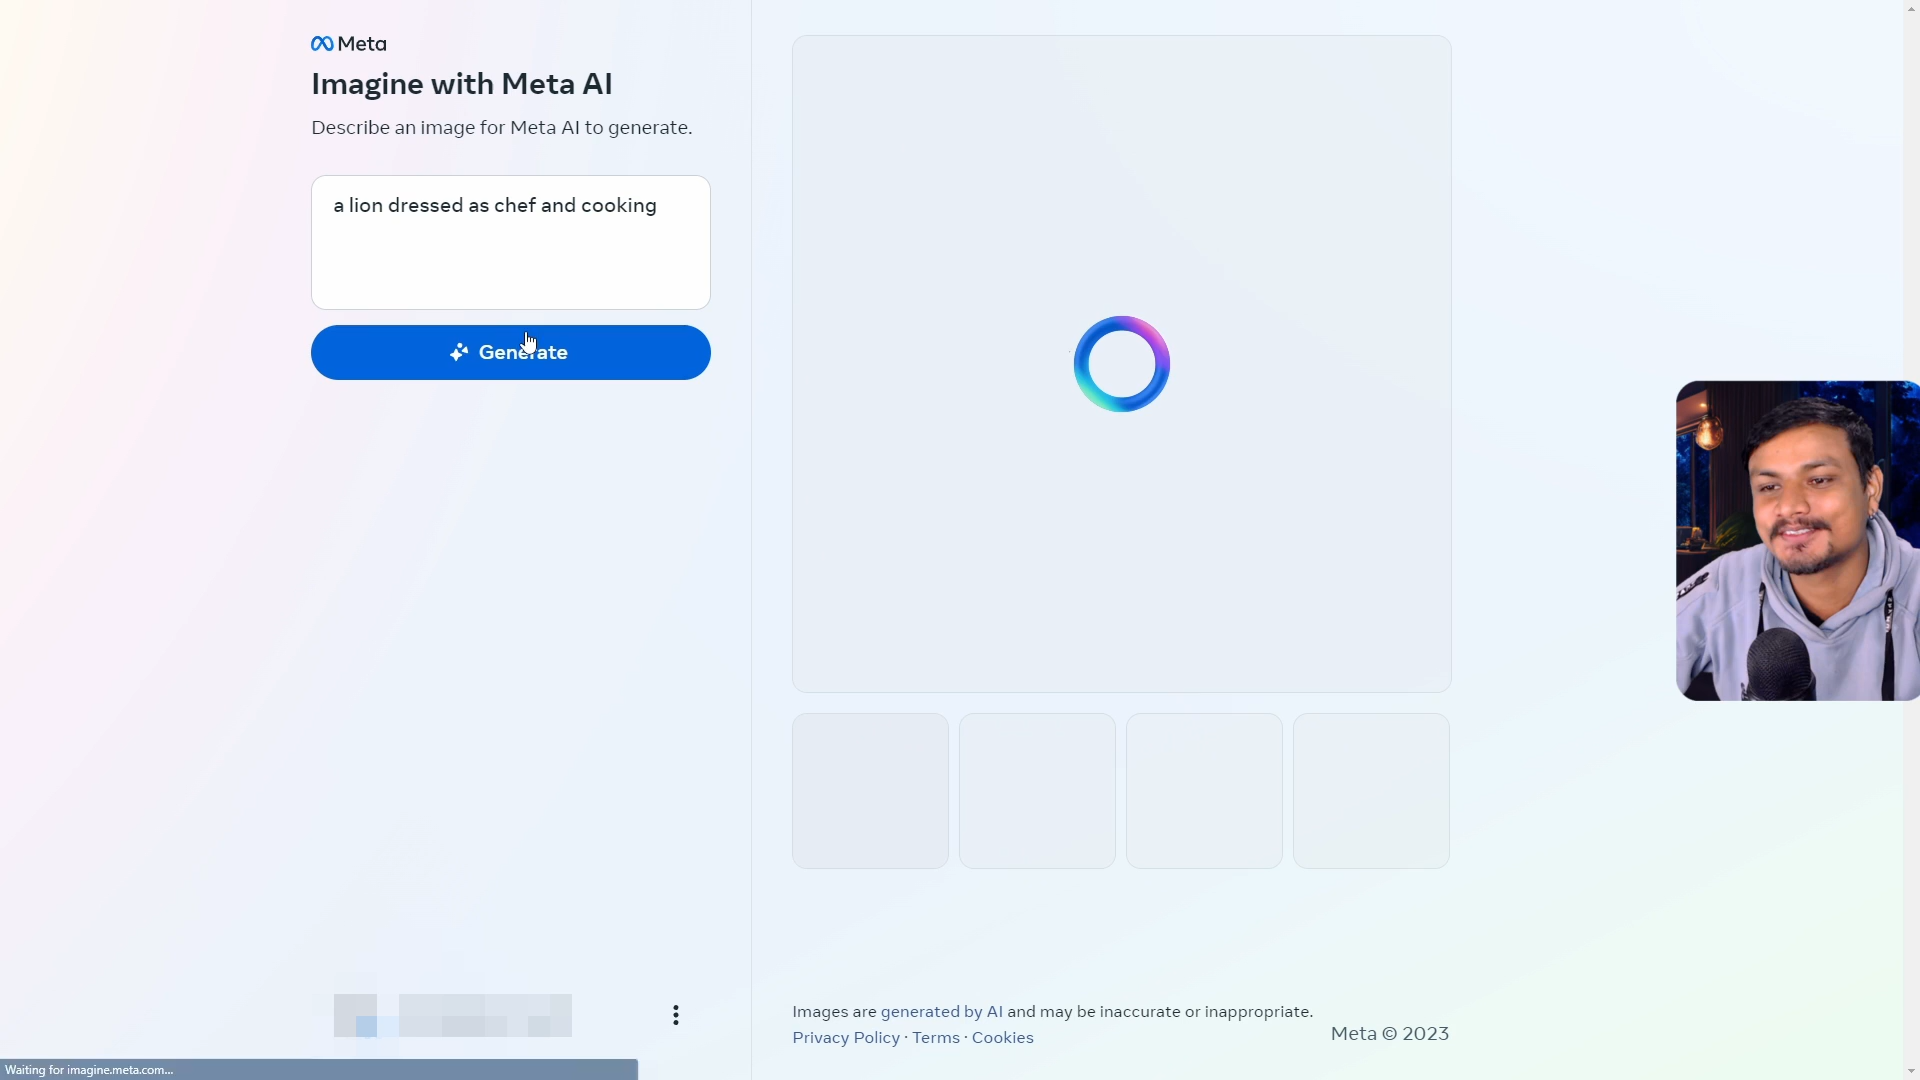 Meta
Imagine with Meta AI
Describe an image for Meta AI to generate.
a lion dressed as chef and cooking
Generate
Images are generated by AI and may be inaccurate or inappropriate.
Privacy Policy · Terms · Cookies
Meta © 2023
Waiting for imagine.meta.com...